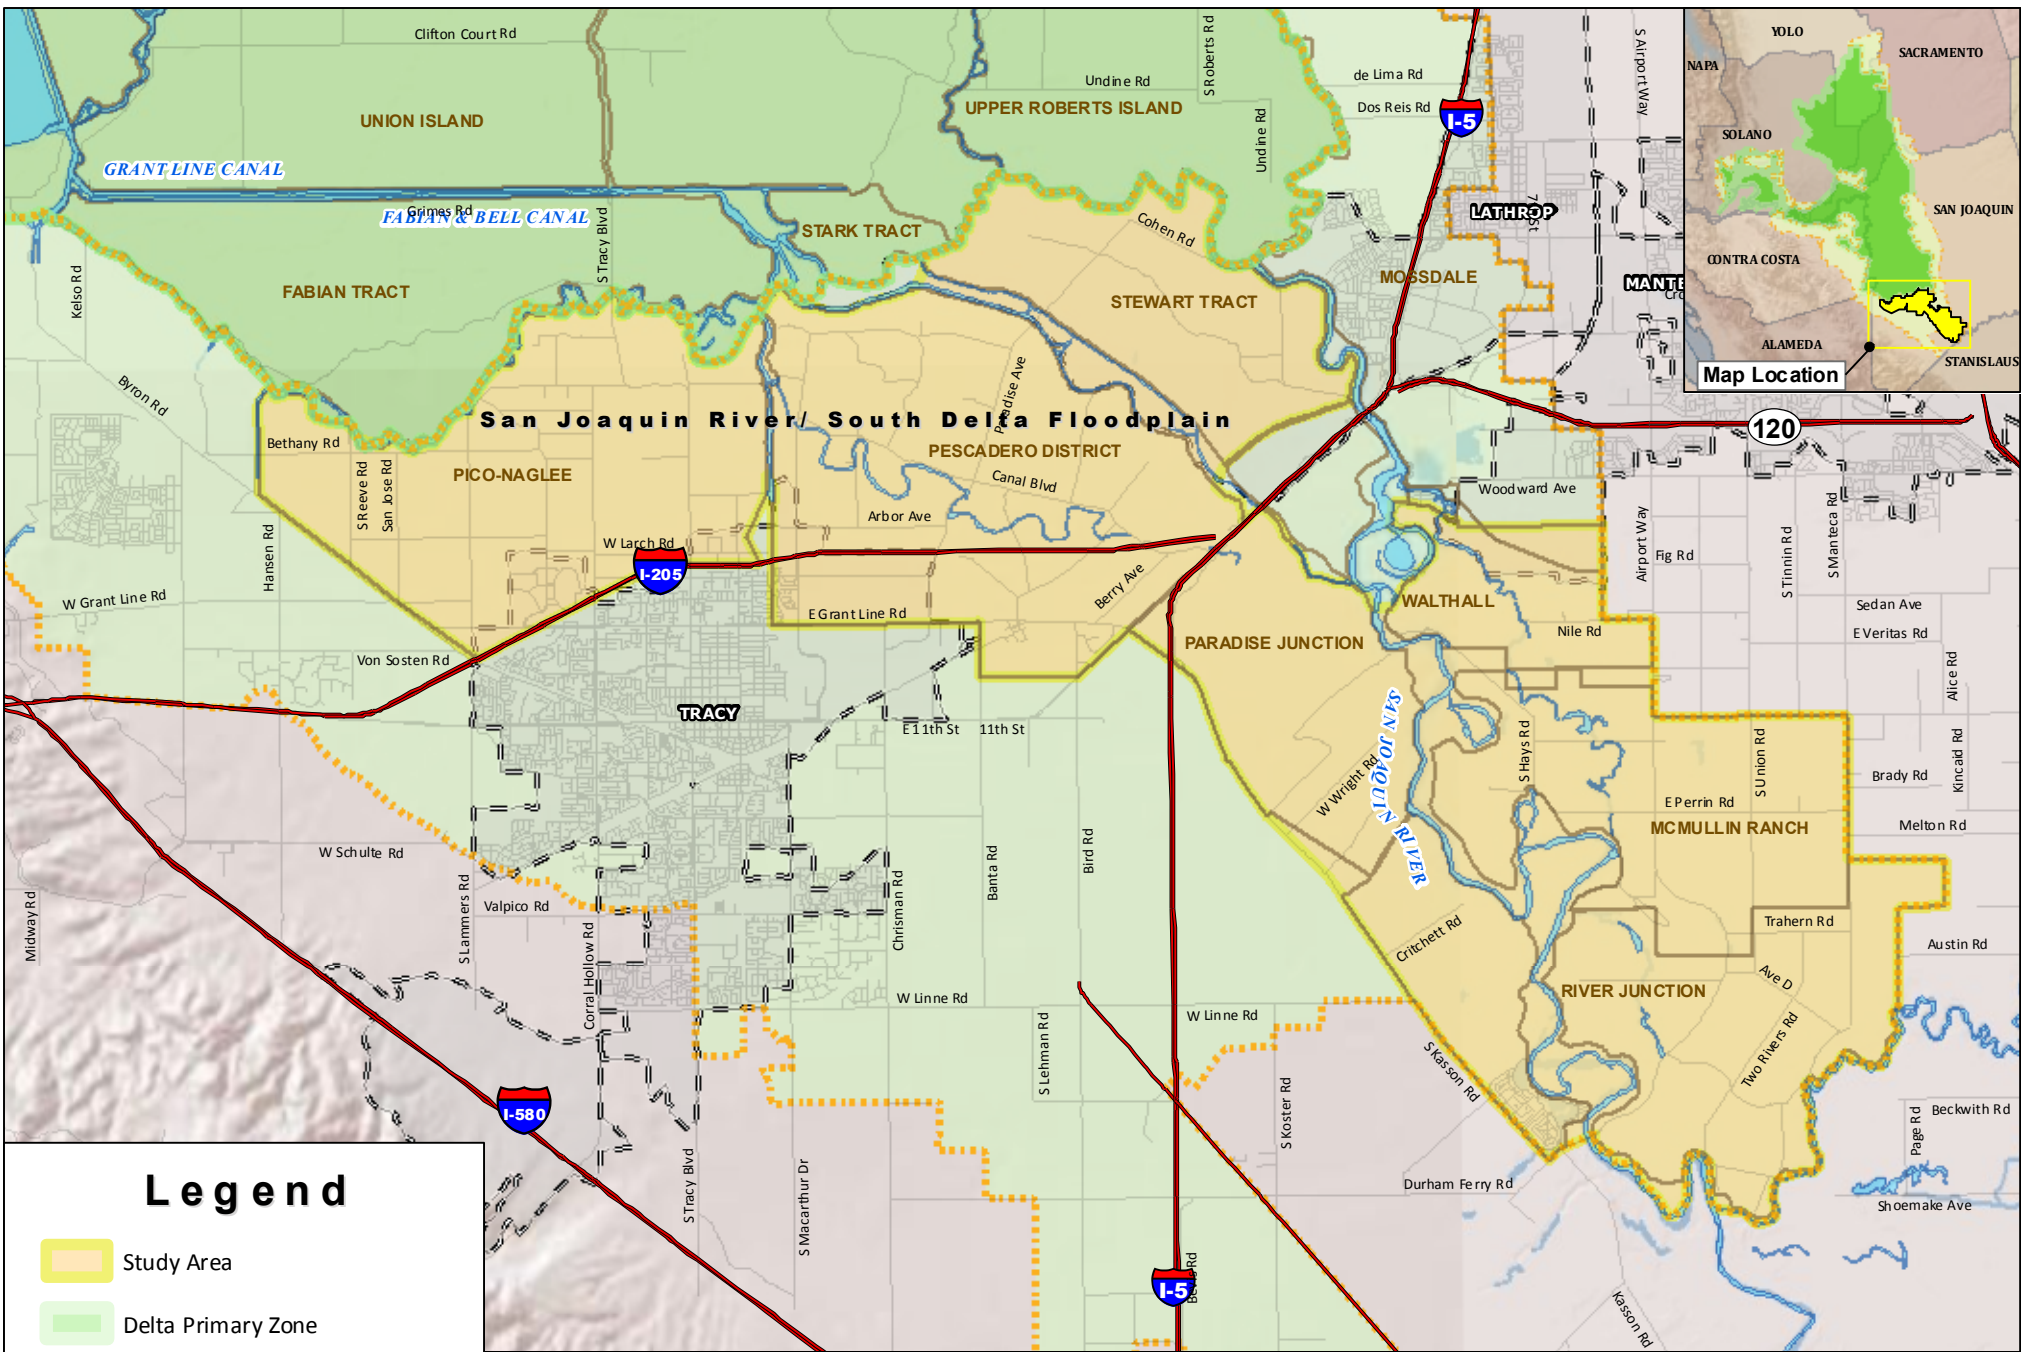 Clifton Court Rd
Undine Rd
S Roberts Rd
de Lima Rd
Dos Reis Rd
I-5
S Airport Way
UNION ISLAND
UPPER ROBERTS ISLAND
Undine Rd
GRANT LINE CANAL
Grimes Rd
FABIAN & BELL CANAL
S Tracy Blvd
STARK TRACT
Cohen Rd
LATHROP
7th St
Kelso Rd
FABIAN TRACT
STEWART TRACT
MOSSDALE
MANTE
YOLO
SACRAMENTO
NAPA
SOLANO
SAN JOAQUIN
CONTRA COSTA
ALAMEDA
STANISLAUS
Map Location
Byron Rd
Paradise Ave
San Joaquin River/ South Delta Floodplain
120
Bethany Rd
PICO-NAGLEE
PESCADERO DISTRICT
S Reeve Rd
San Jose Rd
Canal Blvd
Woodward Ave
Arbor Ave
Hansen Rd
W Larch Rd
I-205
Airport Way
Fig Rd
S Tinnin Rd
S Manteca Rd
W Grant Line Rd
Berry Ave
E Grant Line Rd
WALTHALL
Nile Rd
Sedan Ave
E Veritas Rd
Von Sosten Rd
PARADISE JUNCTION
Alice Rd
TRACY
E 11th St
11th St
SAN JOAQUIN RIVER
S Hays Rd
S Union Rd
Kincaid Rd
W Wright Rd
Brady Rd
E Perrin Rd
MCMULLIN RANCH
Melton Rd
W Schulte Rd
Banta Rd
Bird Rd
Midway Rd
S Lammers Rd
Valpico Rd
Chrisman Rd
Corral Hollow Rd
Critchett Rd
Trahern Rd
Austin Rd
Ave D
RIVER JUNCTION
W Linne Rd
W Linne Rd
S Lehman Rd
S Kasson Rd
Two Rivers Rd
I-580
S Koster Rd
Beckwith Rd
Page Rd
S Tracy Blvd
S Macarthur Dr
Durham Ferry Rd
Shoemake Ave
I-5
Kasson Rd
Legend
Study Area
Delta Primary Zone